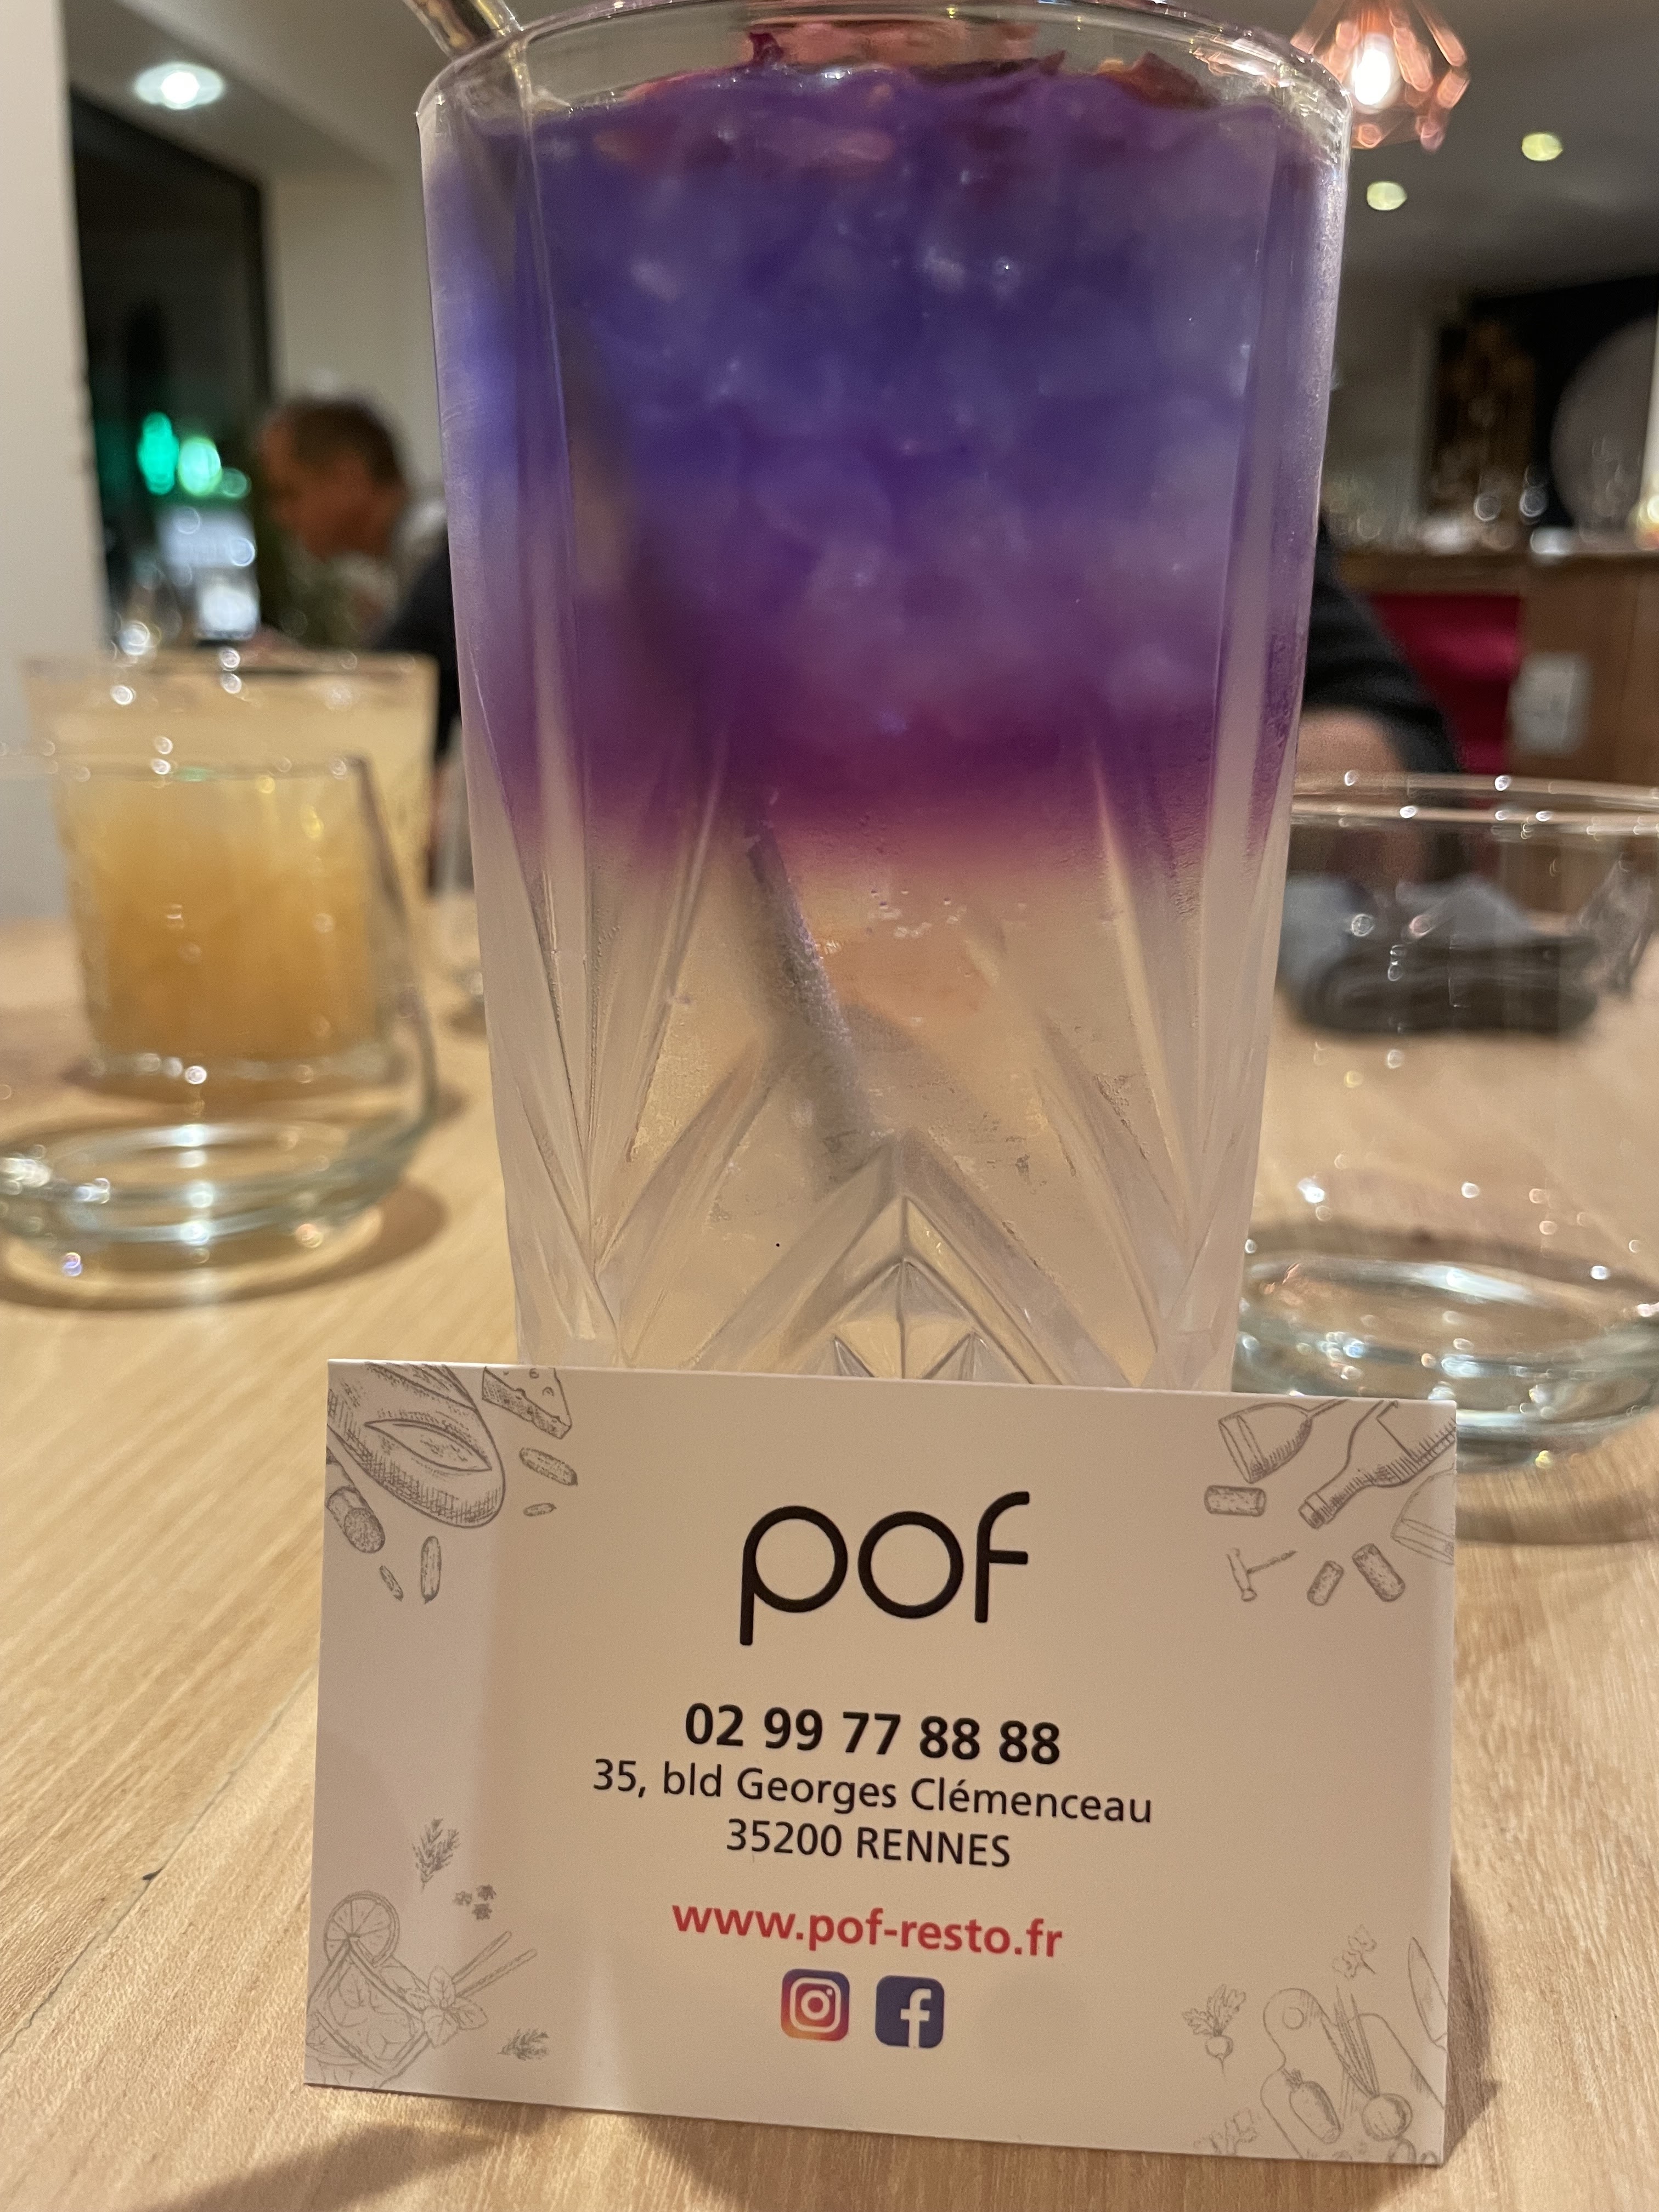 pof
02 99 77 88 88
35, bld Georges Clémenceau
35200 RENNES
www.pof-resto.fr